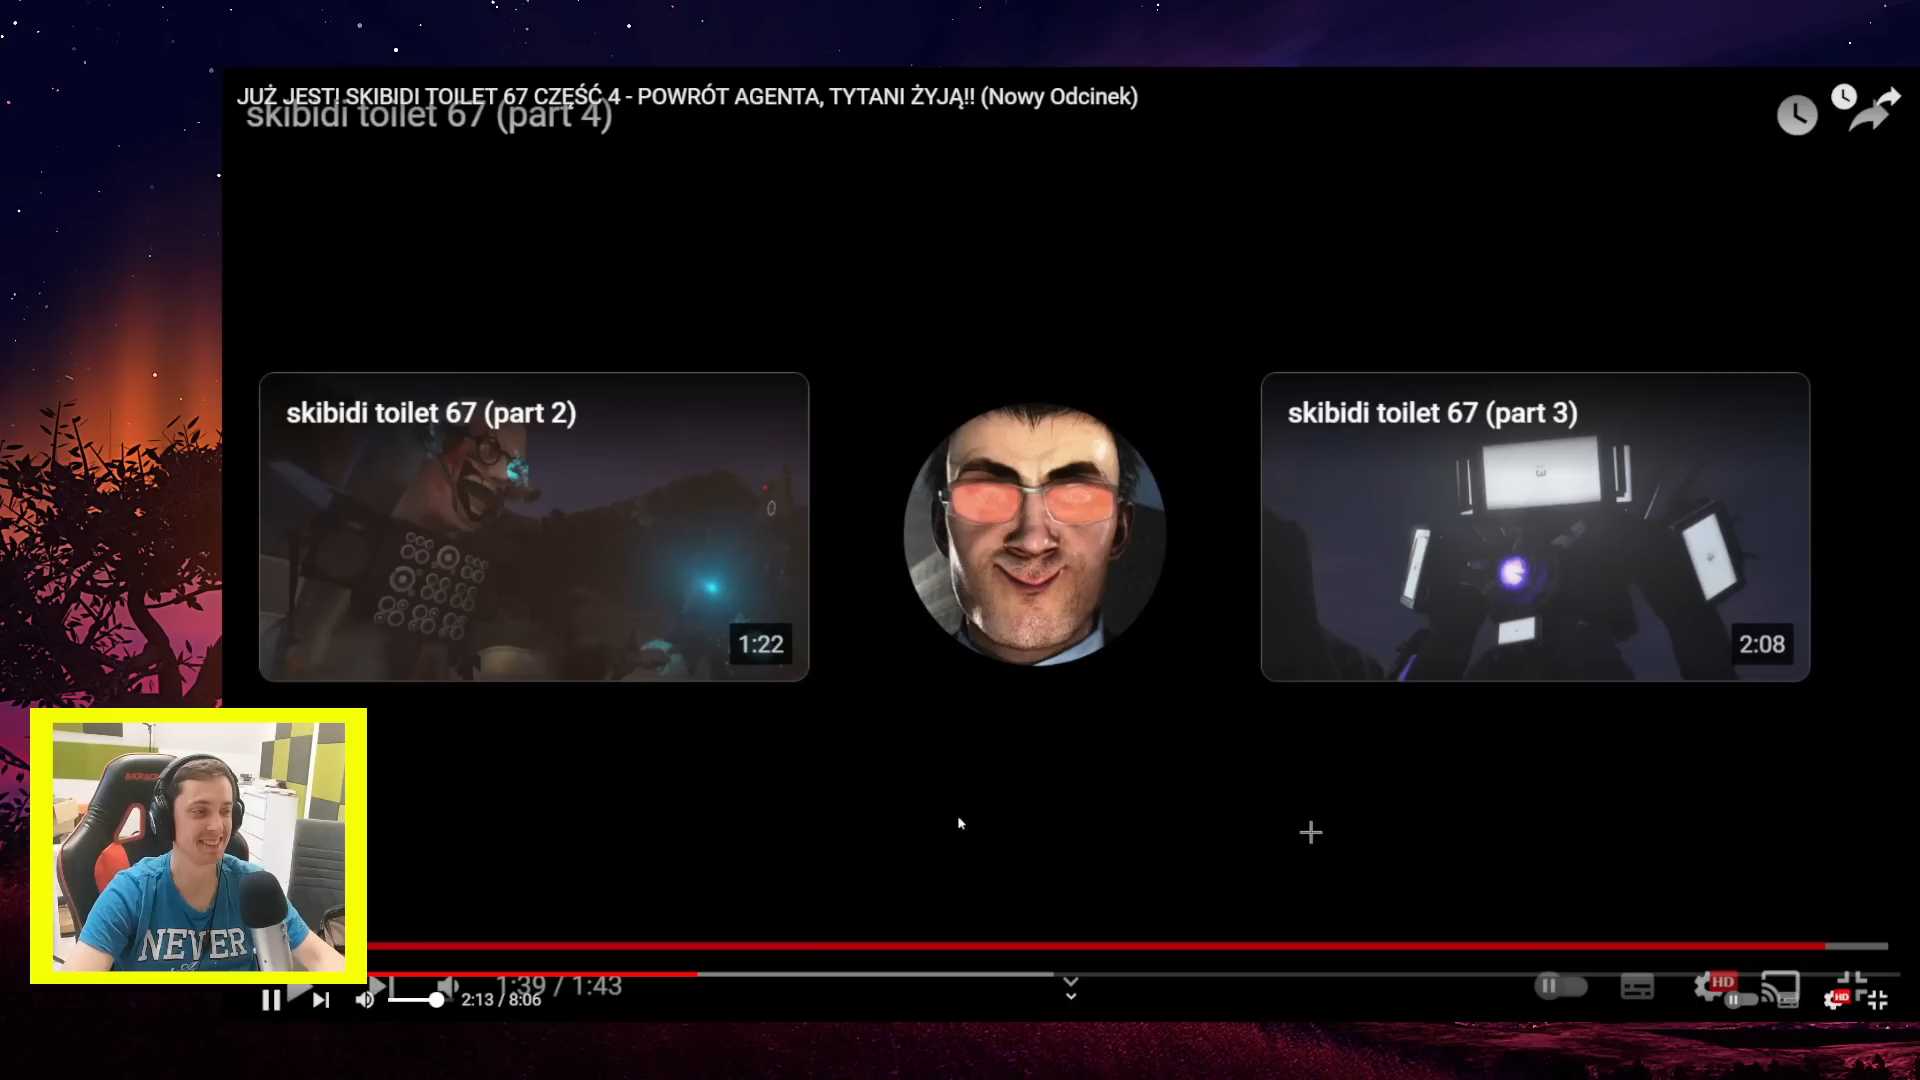 JUŻ JEST! SKIBIDI TOILET 67 CZĘŚĆ 4 - POWRÓT AGENTA, TYTANI ŻYJĄ!! (Nowy Odcinek)
skibidi toilet 67 (part 4)
skibidi toilet 67 (part 2)
1:22
skibidi toilet 67 (part 3)
2:08
NEVER
1:39 / 1:43
2:13 / 8:06
HD
HD